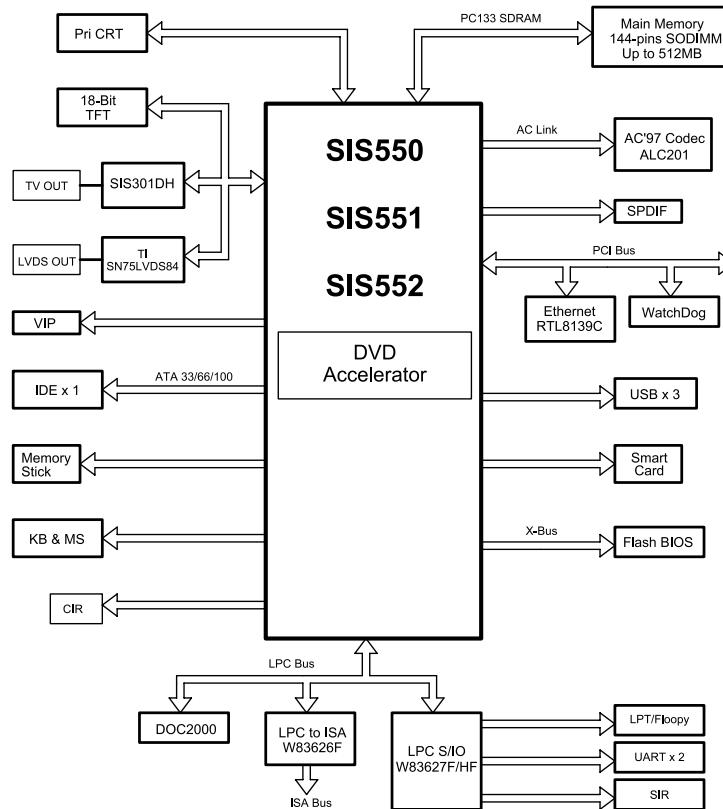 PC133 SDRAM
Pri CRT
Main Memory
144-pins SODIMM
Up to 512MB
18-Bit
TFT
SIS550
AC Link
AC'97 Codec
ALC201
TV OUT
SIS301DH
SIS551
SPDIF
LVDS OUT
TI
SN75LVDS84
PCI Bus
SIS552
VIP
Ethernet
RTL8139C
WatchDog
DVD
Accelerator
IDE x 1
ATA 33/66/100
USB x 3
Memory
Stick
Smart
Card
KB & MS
X-Bus
Flash BIOS
CIR
LPC Bus
DOC2000
LPC to ISA
W83626F
LPC S/IO
W83627F/HF
LPT/Floopy
UART x 2
SIR
ISA Bus